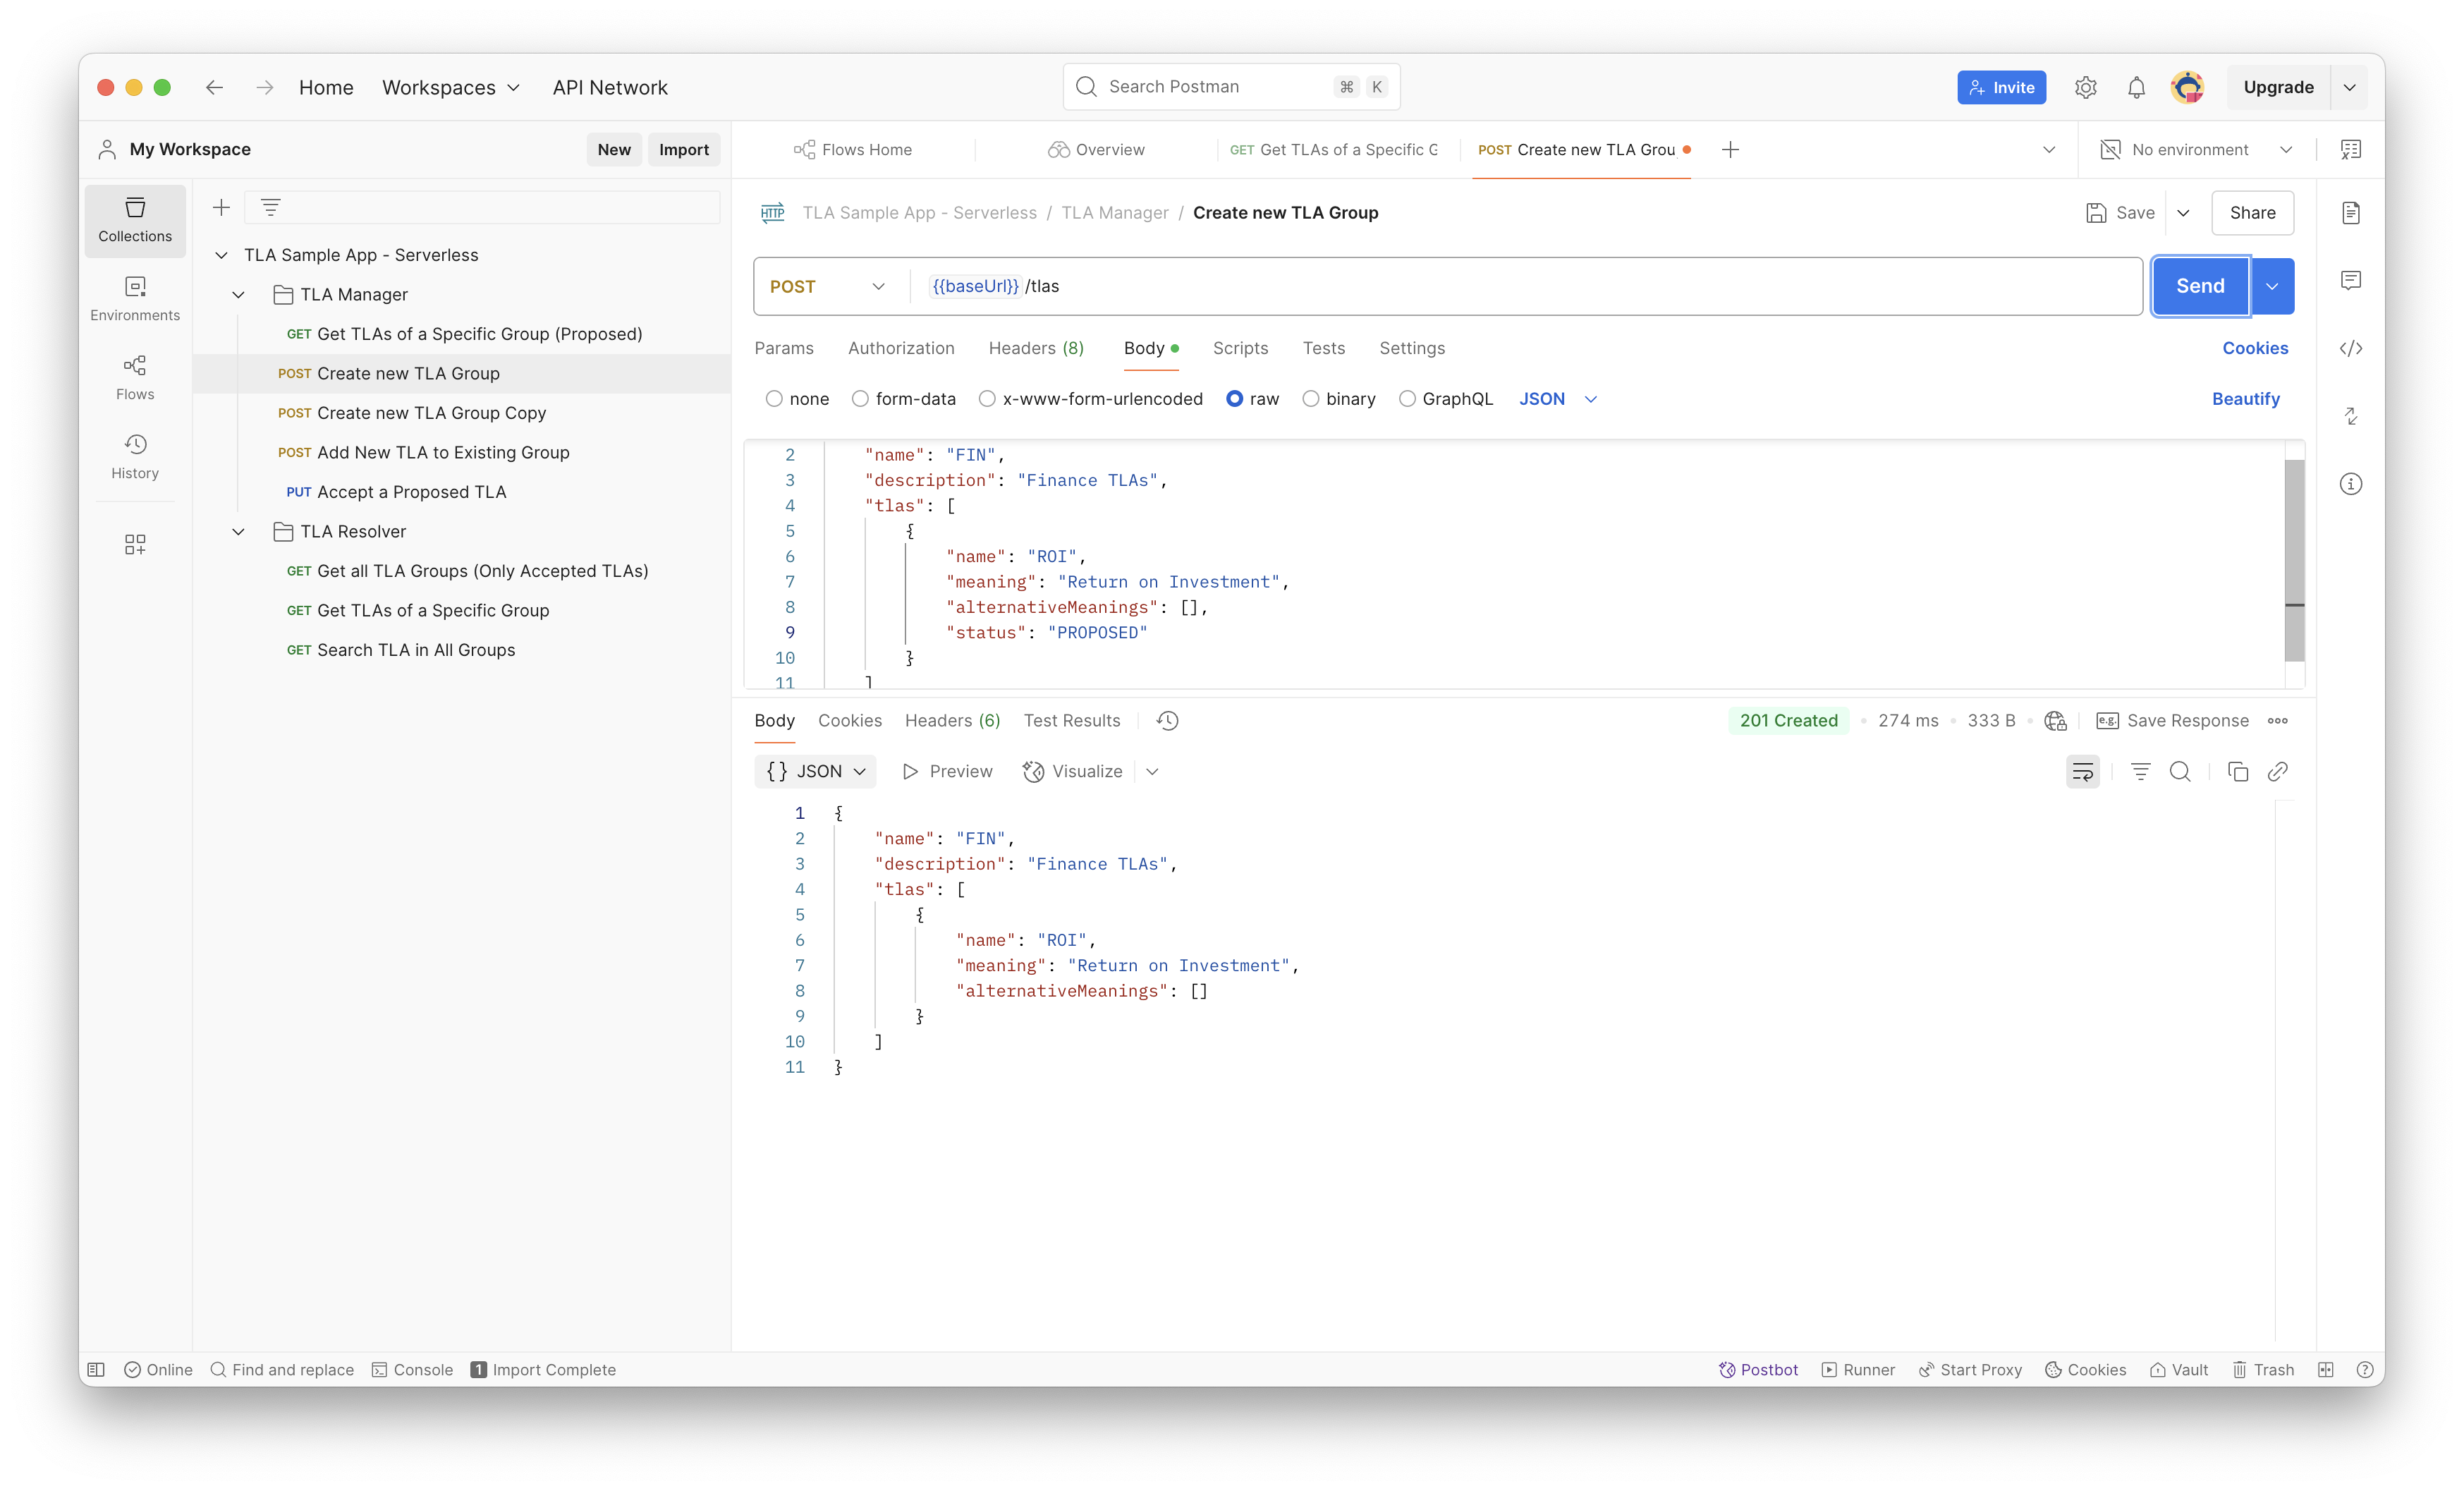 Home Workspaces API Network Search Postman ⌘ K Invite Upgrade
My Workspace New Import
Flows Home Overview GET Get TLAs of a Specific G POST Create new TLA Grou No environment
Collections
Environments
Flows
History
TLA Sample App - Serverless
TLA Manager
GET Get TLAs of a Specific Group (Proposed)
POST Create new TLA Group
POST Create new TLA Group Copy
POST Add New TLA to Existing Group
PUT Accept a Proposed TLA
TLA Resolver
GET Get all TLA Groups (Only Accepted TLAs)
GET Get TLAs of a Specific Group
GET Search TLA in All Groups
HTTP TLA Sample App - Serverless / TLA Manager / Create new TLA Group Save Share
POST {{baseUrl}} /tlas Send
Params Authorization Headers (8) Body Scripts Tests Settings Cookies
none form-data x-www-form-urlencoded raw binary GraphQL JSON Beautify
2 "name": "FIN",
3 "description": "Finance TLAs",
4 "tlas": [
5 {
6 "name": "ROI",
7 "meaning": "Return on Investment",
8 "alternativeMeanings": [],
9 "status": "PROPOSED"
10 }
11 ]
Body Cookies Headers (6) Test Results 201 Created 274 ms 333 B e.g. Save Response
{} JSON Preview Visualize
1 {
2 "name": "FIN",
3 "description": "Finance TLAs",
4 "tlas": [
5 {
6 "name": "ROI",
7 "meaning": "Return on Investment",
8 "alternativeMeanings": []
9 }
10 ]
11 }
Online Find and replace Console 1 Import Complete Postbot Runner Start Proxy Cookies Vault Trash